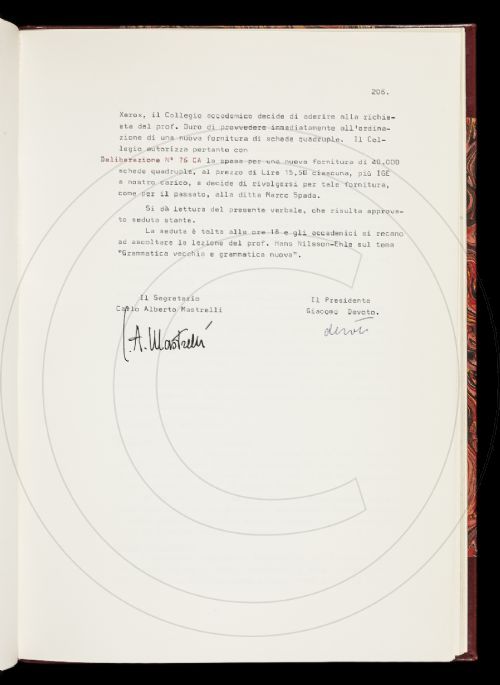 206.
Xerox, il Collegio accademico decide di aderire alla richie-
sta del prof. Duro di provvedere immediatamente all'ordina-
zione di una nuova fornitura di schede quadruple. Il Col-
legio autorizza pertanto con
Deliberazione N° 76 CA la spesa per una nuova fornitura di 40.000
schede quadruple, al prezzo di Lire 15,50 ciascuna, più IGE
a nostro carico, e decide di rivolgersi per tale fornitura,
come per il passato, alla ditta Marco Spada.
Si dà lettura del presente verbale, che risulta approva-
to seduta stante.
La seduta è tolta alle ore 18 e gli accademici si recano
ad ascoltare la lezione del prof. Hans Nilsson-Ehle sul tema
"Grammatica vecchia e grammatica nuova".
Il Segretario Il Presidente
Carlo Alberto Mastrelli Giacomo Devoto.
C.A. Mastrelli devoto
C